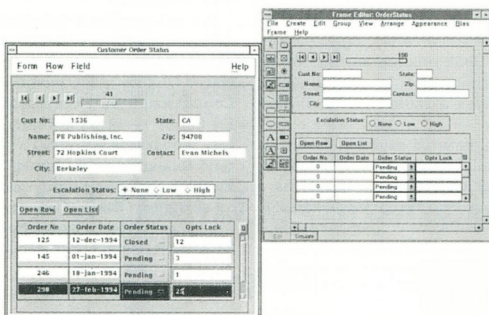 Customer Order Status
Form Row Field Help
41
Cust No: 1536 State: CA
Name: PB Publishing, Inc. Zip: 94708
Street: 72 Hopkins Court Contact: Evan Michels
City: Berkeley
Escalation Status: None Low High
Open Row Open List
Order No Order Date Order Status Opts Lock
125 12-dec-1994 Closed 12
145 01-jan-1994 Pending 3
246 18-jan-1994 Pending 1
298 27-feb-1994 Pending 25
Frame Editor: OrderStatus
File Create Edit Group View Arrange Appearance Bias
Frame Help
100
Cust No: State:
Name: Zip:
Street: Contact:
City:
Escalation Status: None Low High
Open Row Open List
Order No. Order Date Order Status Opts Lock
0 Pending
0 Pending
0 Pending
0 Pending